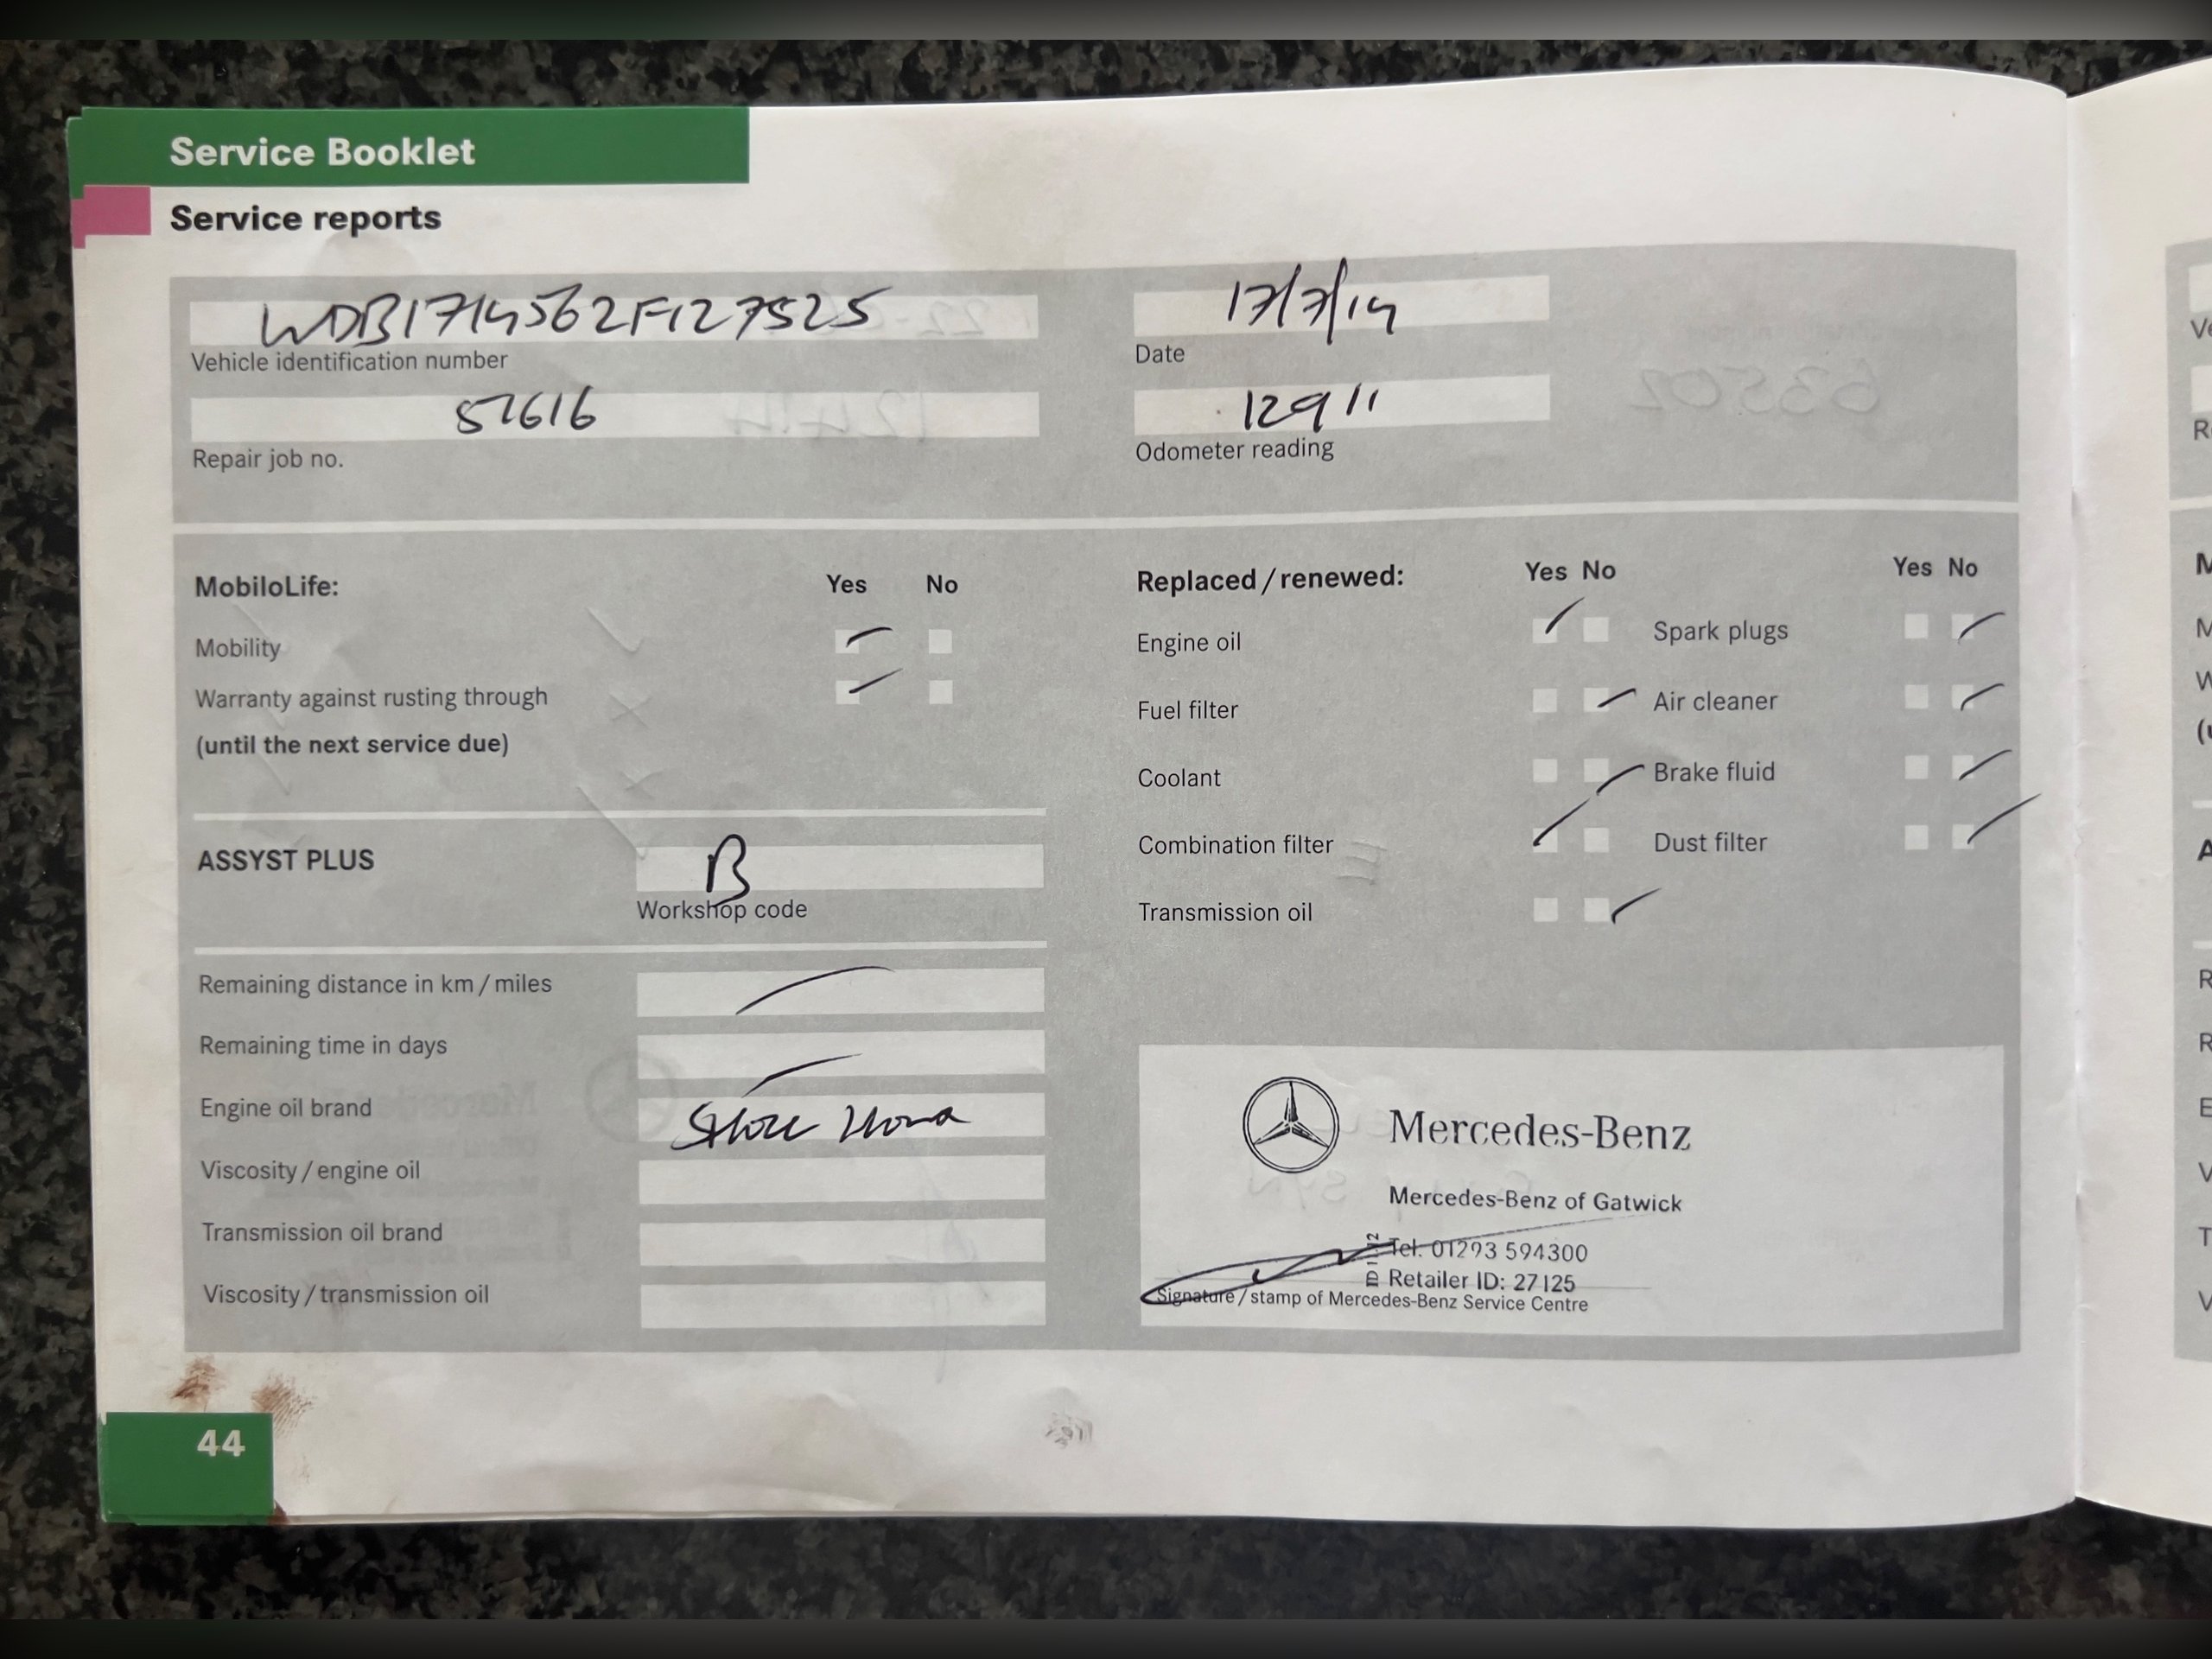 Service Booklet
Service reports
WDB1714562F127525
Vehicle identification number
17/7/14
Date
51616
Repair job no.
12911
Odometer reading
MobiloLife:
Yes No
Mobility
Warranty against rusting through
(until the next service due)
Replaced/renewed:
Yes No
Yes No
Engine oil
Spark plugs
Fuel filter
Air cleaner
Coolant
Brake fluid
Combination filter
Dust filter
Transmission oil
ASSYST PLUS
B
Workshop code
Remaining distance in km/miles
Remaining time in days
Engine oil brand
Viscosity/engine oil
Transmission oil brand
Viscosity/transmission oil
Mercedes-Benz
Mercedes-Benz of Gatwick
Tel: 01293 594300
Retailer ID: 27125
Signature/stamp of Mercedes-Benz Service Centre
44